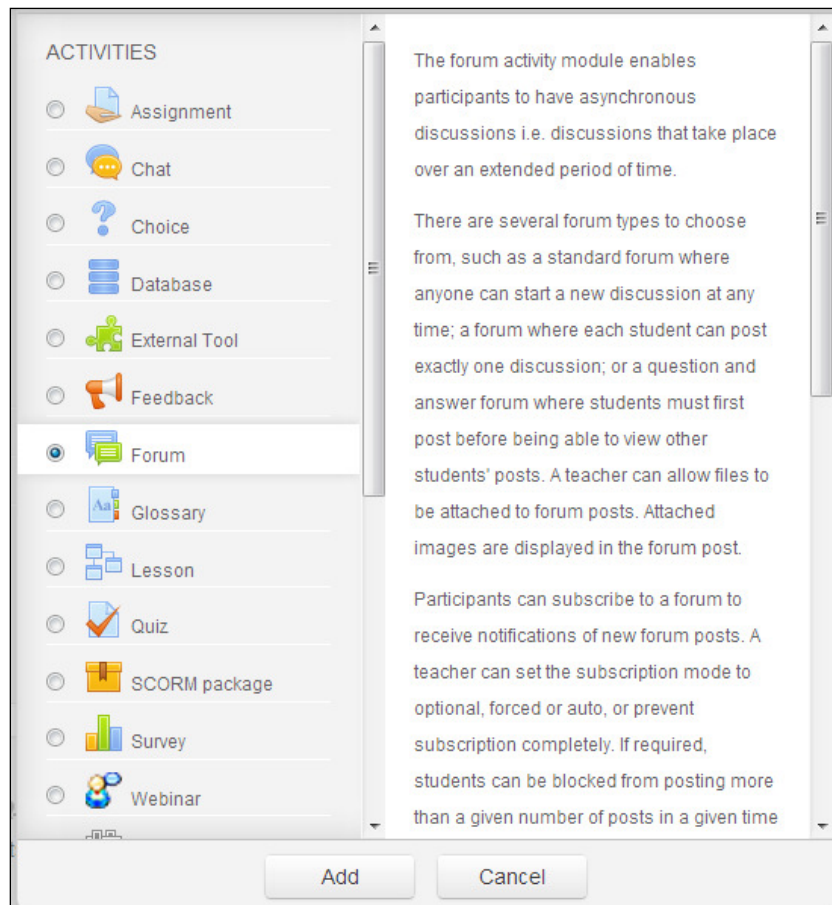 ACTIVITIES
Assignment
Chat
Choice
Database
External Tool
Feedback
Forum
Aa
Glossary
Lesson
Quiz
SCORM package
Survey
Webinar
The forum activity module enables
participants to have asynchronous
discussions i.e. discussions that take place
over an extended period of time.
There are several forum types to choose
from, such as a standard forum where
anyone can start a new discussion at any
time; a forum where each student can post
exactly one discussion; or a question and
answer forum where students must first
post before being able to view other
students' posts. A teacher can allow files to
be attached to forum posts. Attached
images are displayed in the forum post.
Participants can subscribe to a forum to
receive notifications of new forum posts. A
teacher can set the subscription mode to
optional, forced or auto, or prevent
subscription completely. If required,
students can be blocked from posting more
than a given number of posts in a given time
Add
Cancel